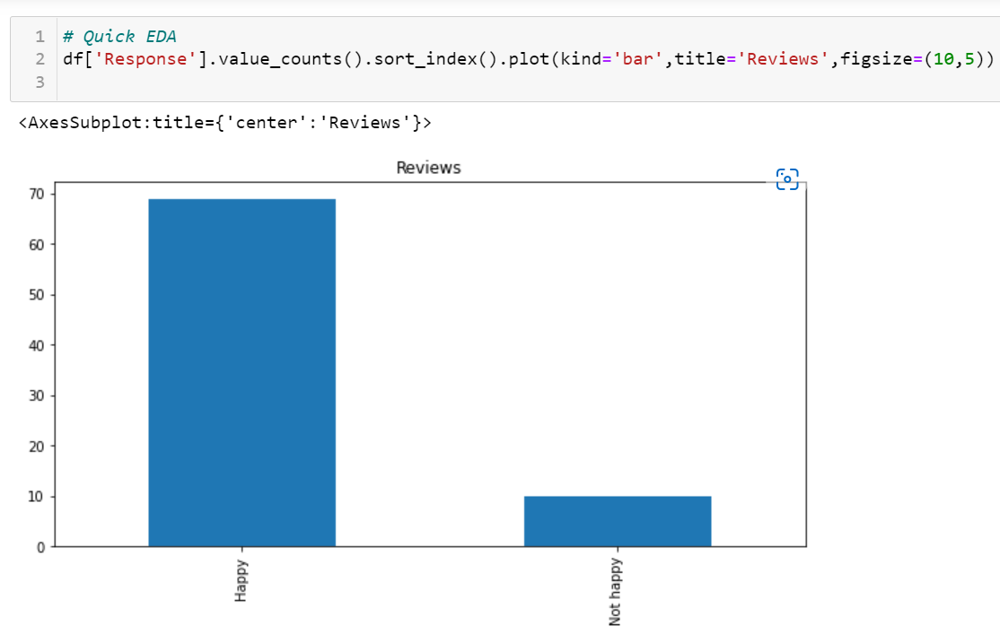 1 # Quick EDA
2 df['Response'].value_counts().sort_index().plot(kind='bar',title='Reviews',figsize=(10,5))
3
<AxesSubplot:title={'center':'Reviews'}>
Reviews
70
60
50
40
30
20
10
0
Happy
Not happy